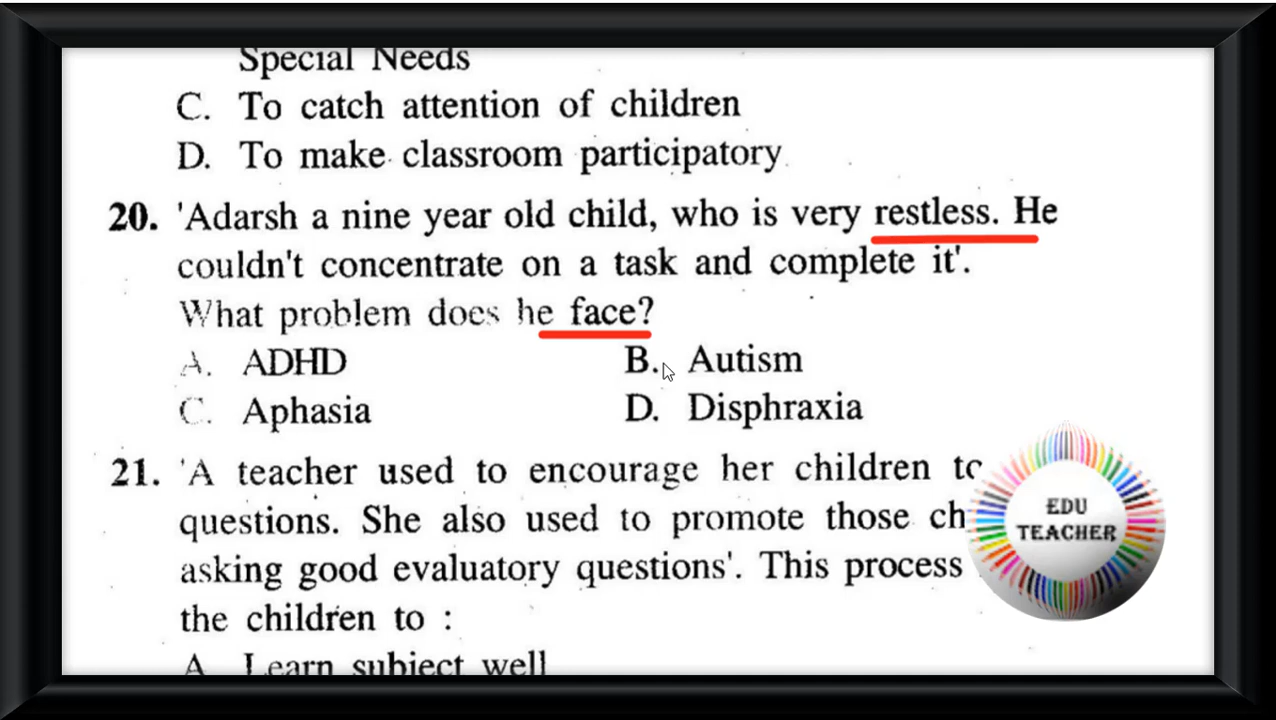 Special Needs
C. To catch attention of children
D. To make classroom participatory
20. 'Adarsh a nine year old child, who is very restless. He
couldn't concentrate on a task and complete it'.
What problem does he face?
A. ADHD B. Autism
C. Aphasia D. Disphraxia
21. 'A teacher used to encourage her children to
questions. She also used to promote those ch
asking good evaluatory questions'. This process
the children to :
A Learn subject well
EDU
TEACHER